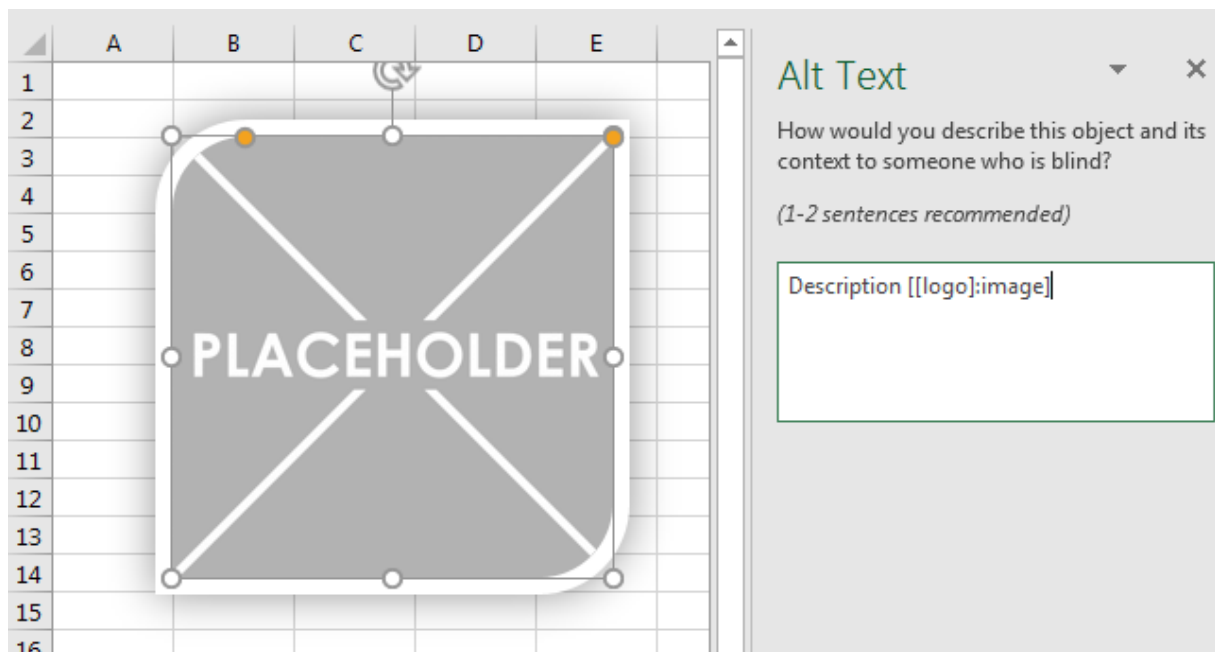 A B C D E
1
2
3
4
5
6
7
8
PLACEHOLDER
9
10
11
12
13
14
15
16
Alt Text
How would you describe this object and its
context to someone who is blind?
(1-2 sentences recommended)
Description [[logo]:image]